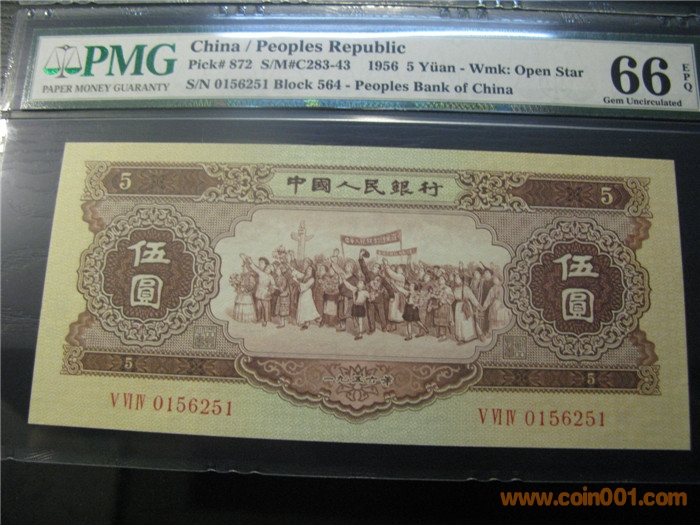 PMG
PAPER MONEY GUARANTY
China / Peoples Republic
Pick# 872 S/M#C283-43 1956 5 Yüan - Wmk: Open Star
S/N 0156251 Block 564 - Peoples Bank of China
66 EPQ
Gem Uncirculated
5 中國人民銀行 5
伍圓 伍圓
5 一九五六年 5
V VI IV 0156251 V VI IV 0156251
www.coin001.com